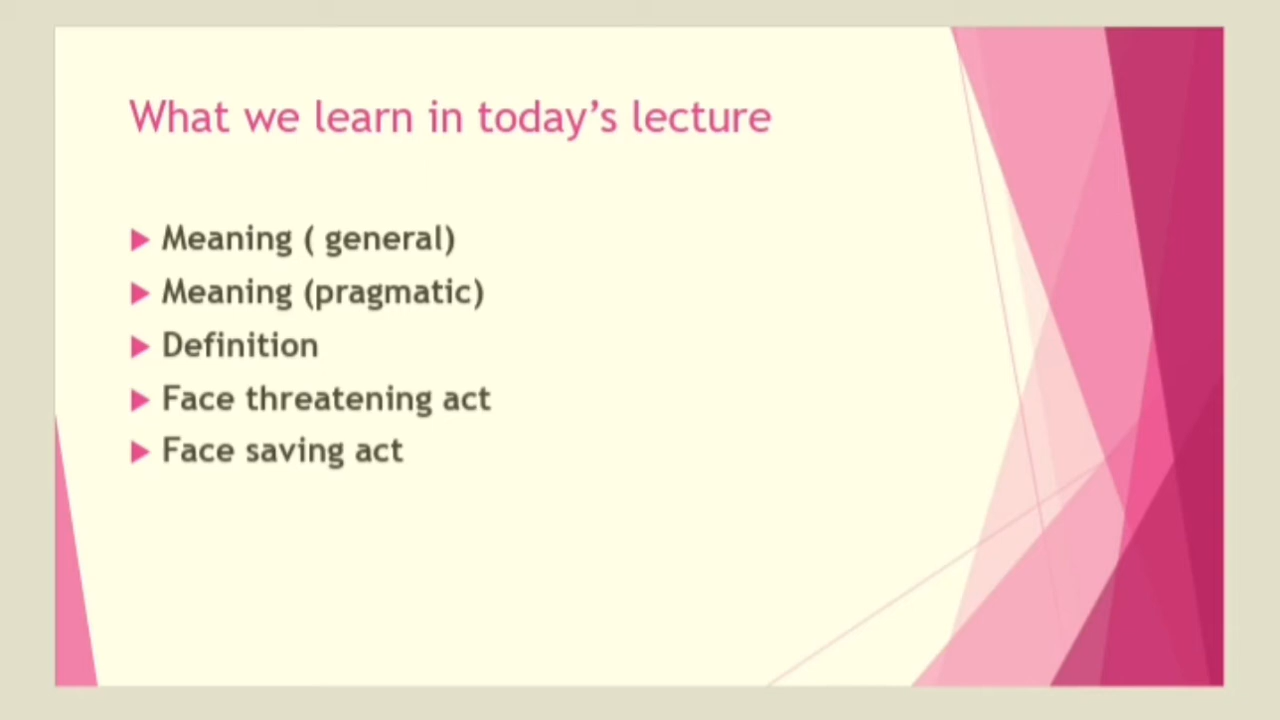 What we learn in today’s lecture
Meaning ( general)
Meaning (pragmatic)
Definition
Face threatening act
Face saving act